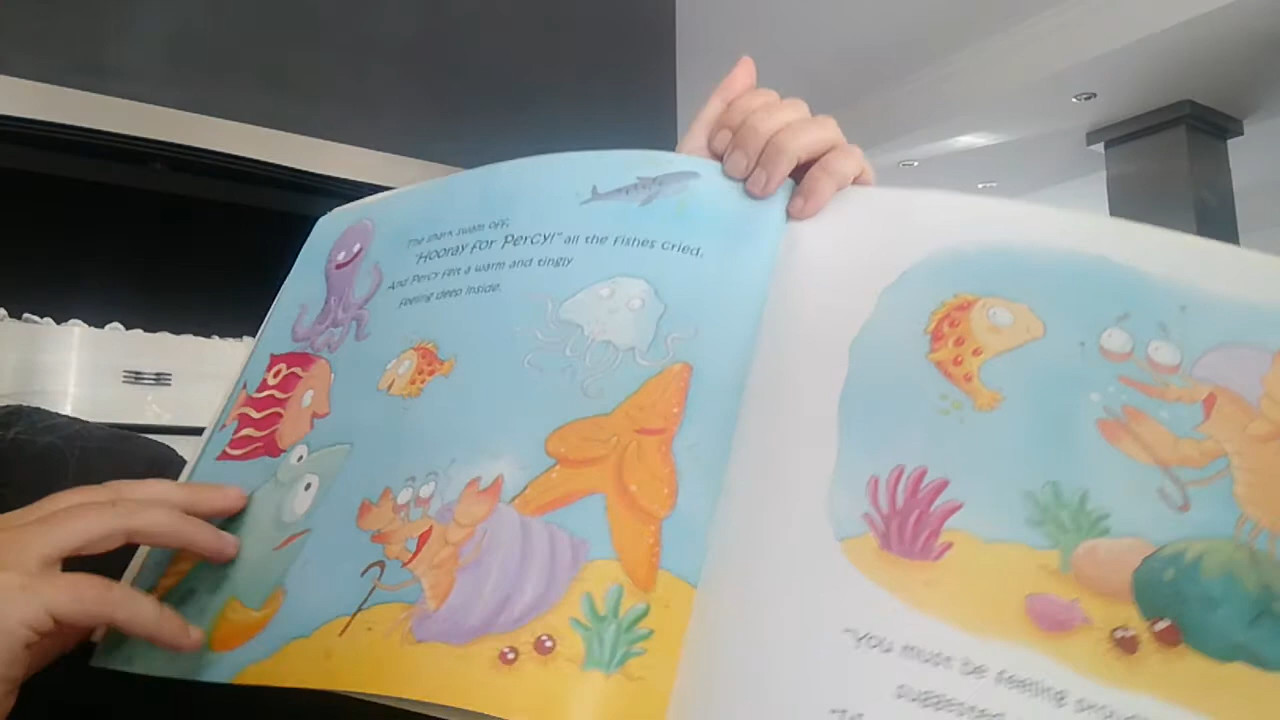 The shark swam off,
"Hooray for Percy!" all the fishes cried,
And Percy felt a warm and tingly
feeling deep inside.
"You must be feeling
suggested